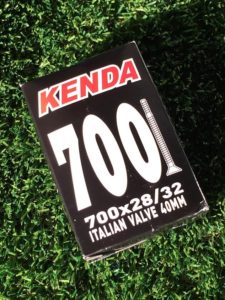 KENDA
700
700x28/32
ITALIAN VALVE 40MM